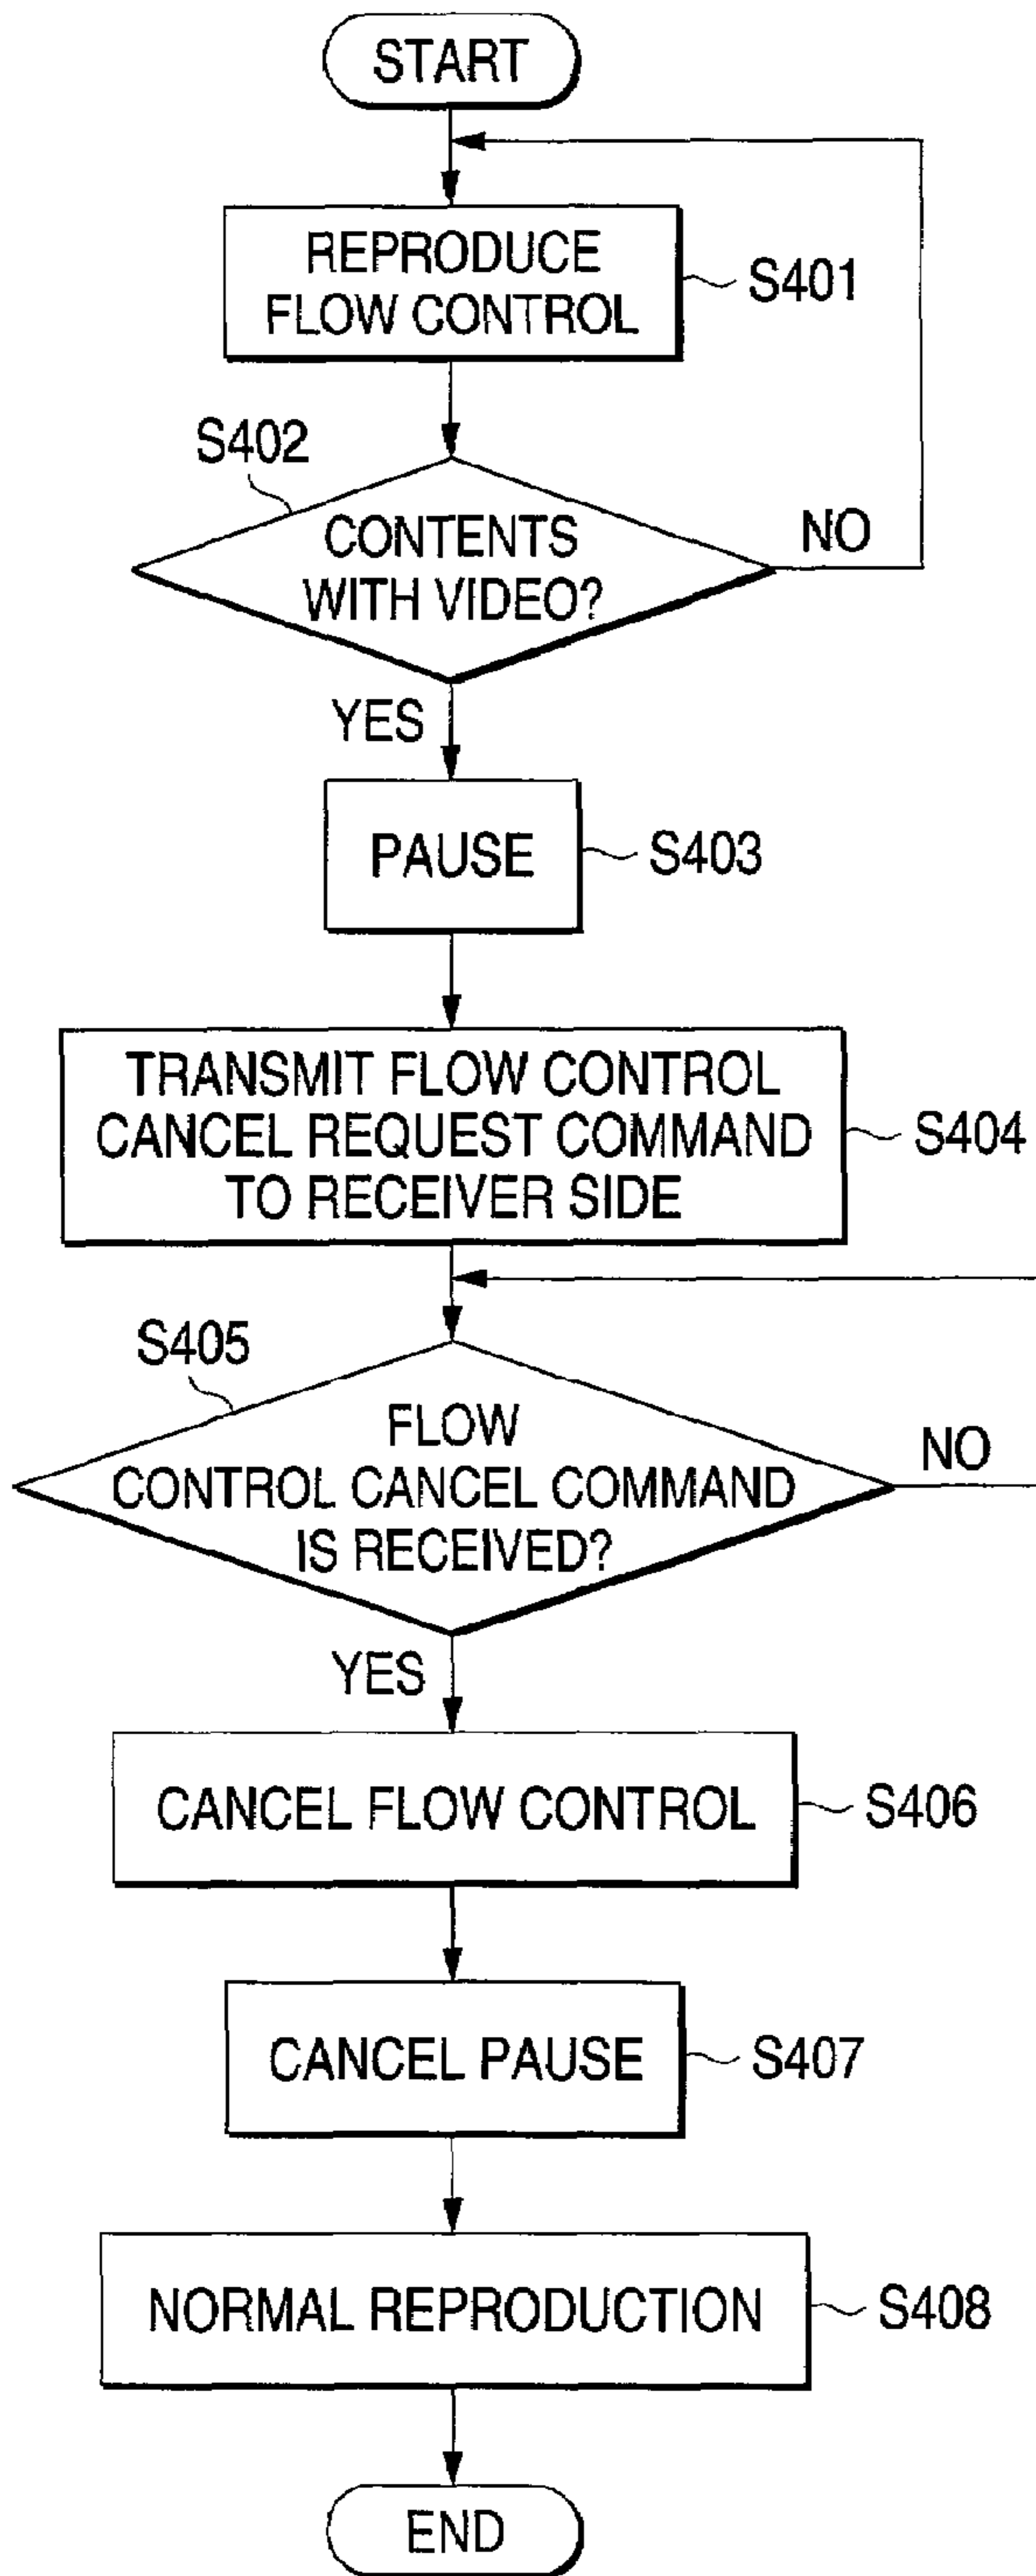 START
REPRODUCE
FLOW CONTROL
S401
S402
CONTENTS
WITH VIDEO?
NO
YES
PAUSE
S403
TRANSMIT FLOW CONTROL
CANCEL REQUEST COMMAND
TO RECEIVER SIDE
S404
S405
FLOW
CONTROL CANCEL COMMAND
IS RECEIVED?
NO
YES
CANCEL FLOW CONTROL
S406
CANCEL PAUSE
S407
NORMAL REPRODUCTION
S408
END